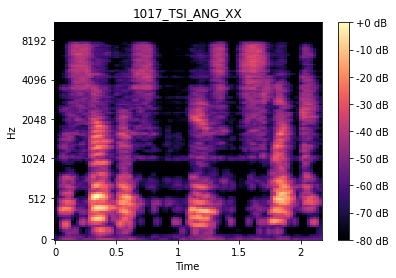 1017_TSI_ANG_XX
8192
4096
2048
1024
512
0
Hz
0
0.5
1
1.5
2
Time
+0 dB
-10 dB
-20 dB
-30 dB
-40 dB
-50 dB
-60 dB
-70 dB
-80 dB